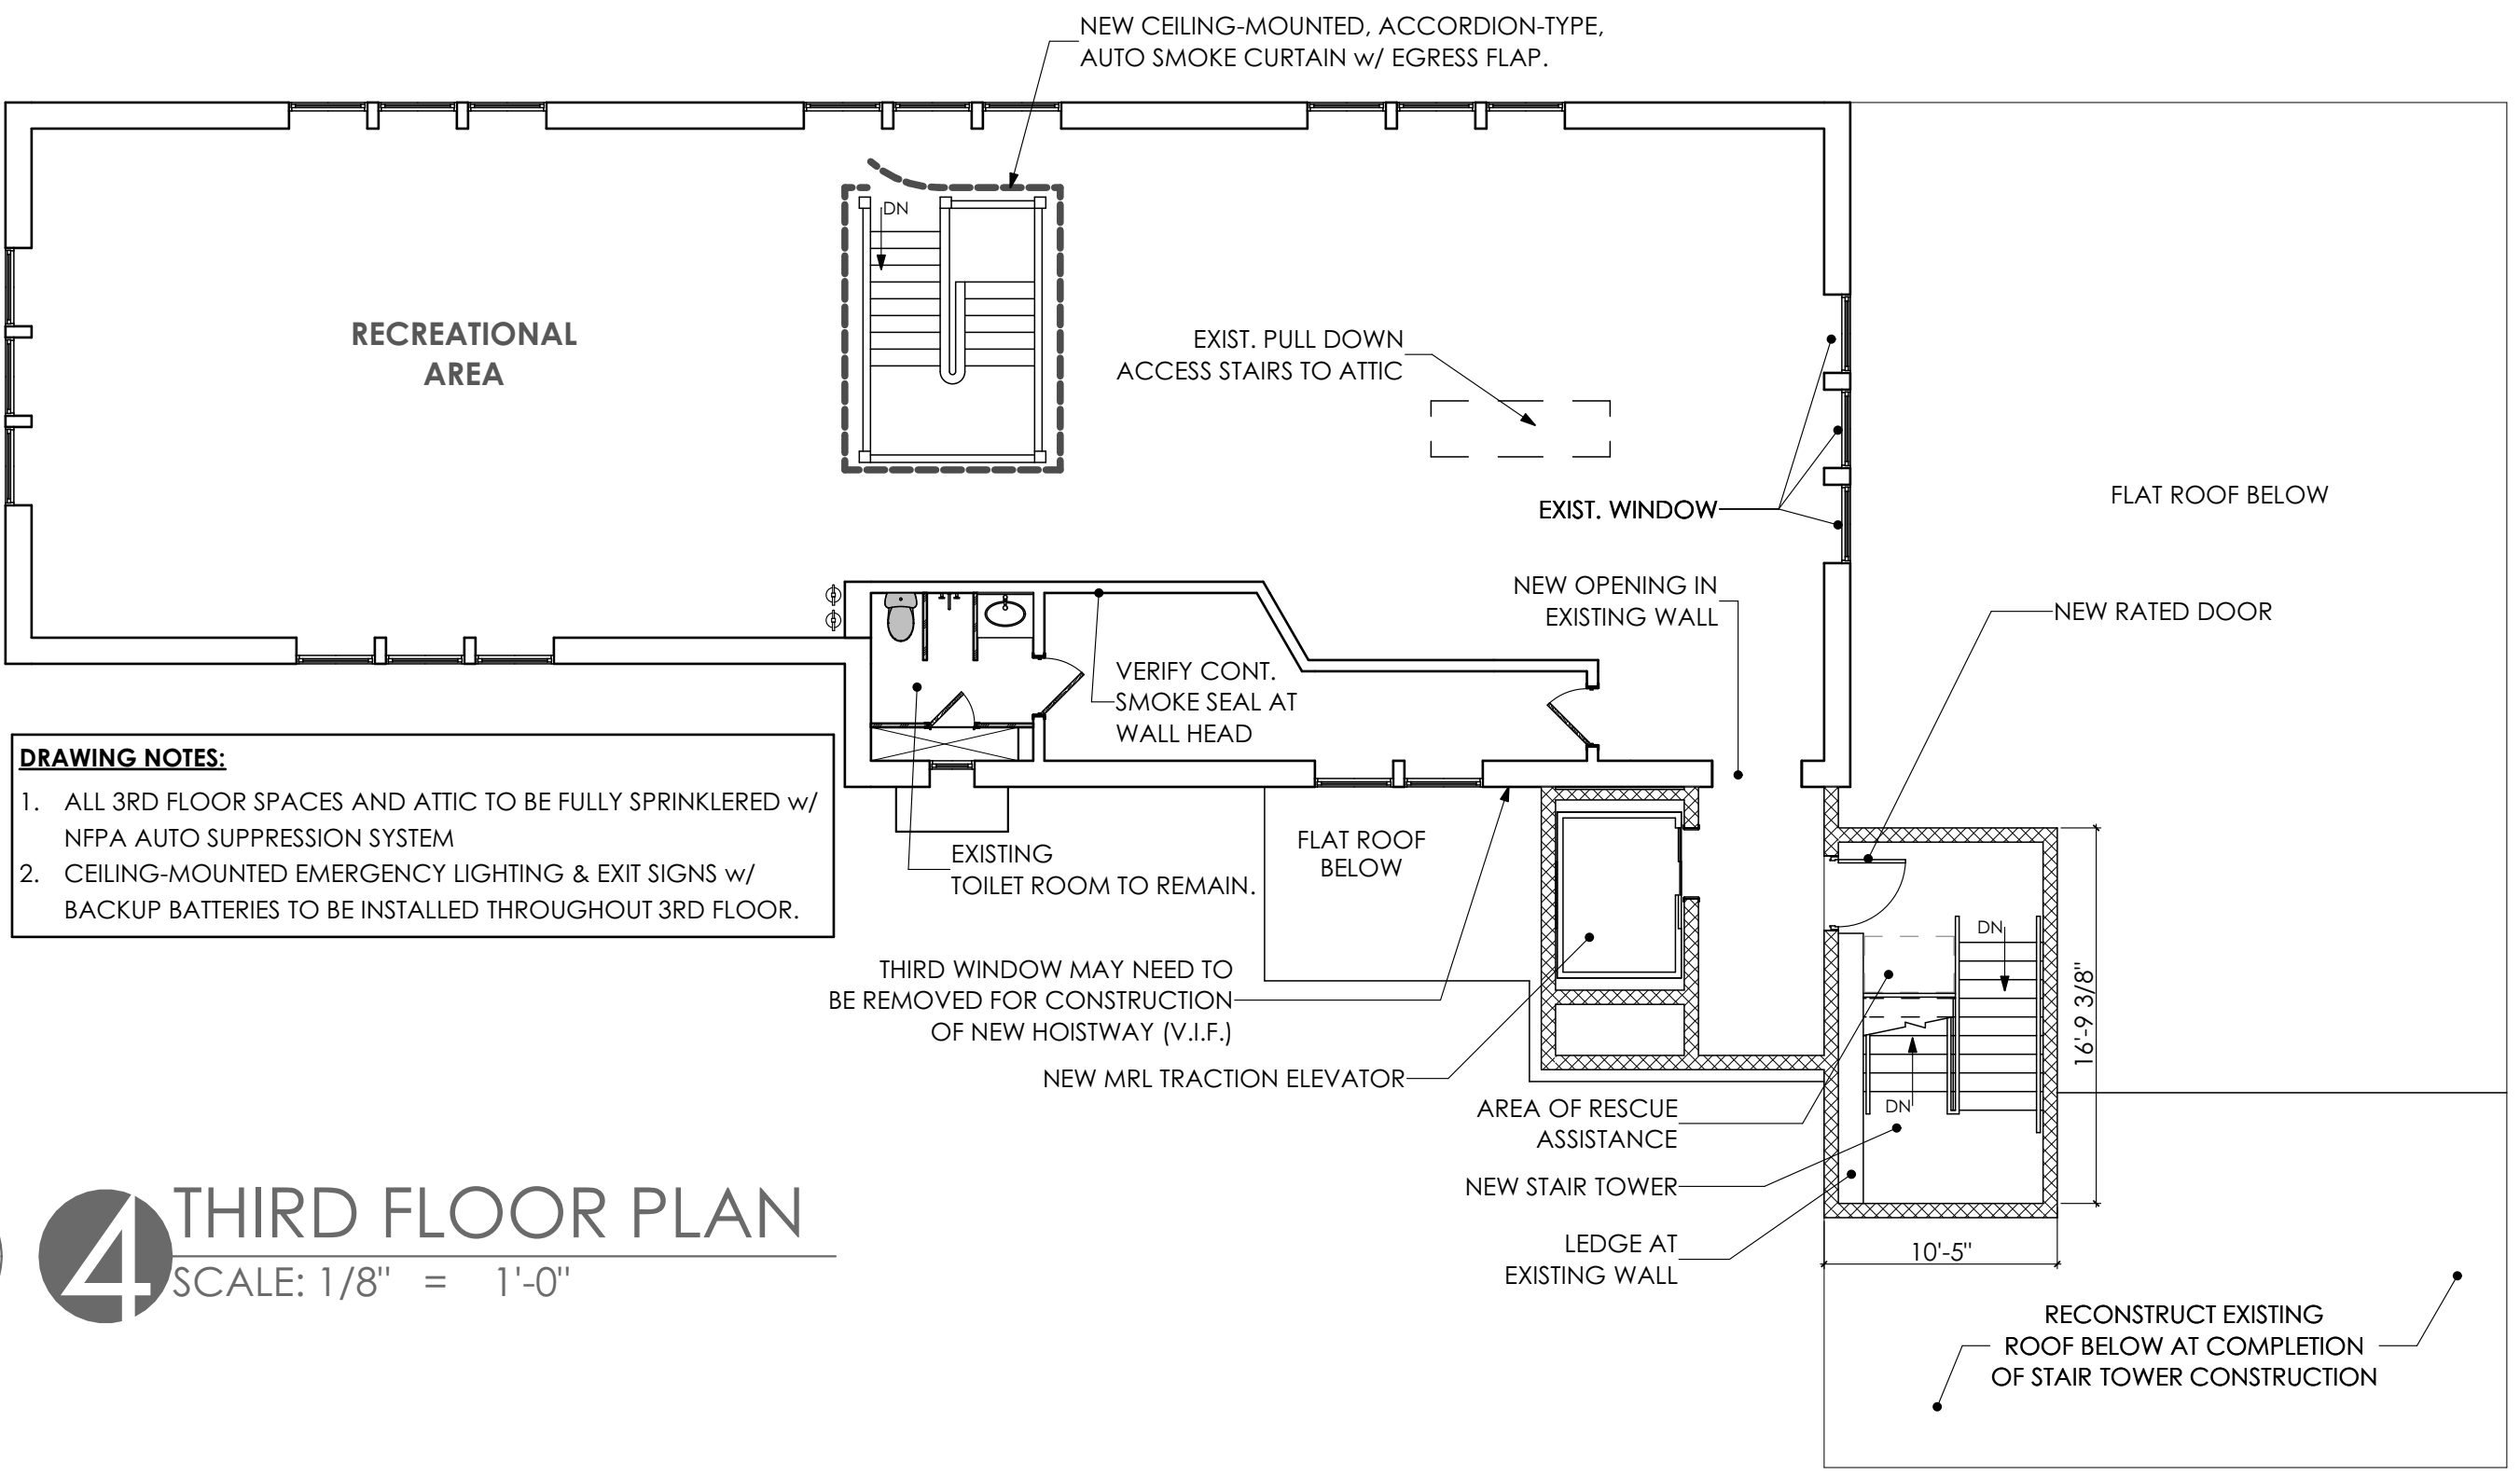 NEW CEILING-MOUNTED, ACCORDION-TYPE,
AUTO SMOKE CURTAIN w/ EGRESS FLAP.
DN
RECREATIONAL
AREA
EXIST. PULL DOWN
ACCESS STAIRS TO ATTIC
EXIST. WINDOW
FLAT ROOF BELOW
NEW OPENING IN
EXISTING WALL
NEW RATED DOOR
VERIFY CONT.
SMOKE SEAL AT
WALL HEAD
DRAWING NOTES:
1. ALL 3RD FLOOR SPACES AND ATTIC TO BE FULLY SPRINKLERED w/
NFPA AUTO SUPPRESSION SYSTEM
2. CEILING-MOUNTED EMERGENCY LIGHTING & EXIT SIGNS w/
BACKUP BATTERIES TO BE INSTALLED THROUGHOUT 3RD FLOOR.
EXISTING
TOILET ROOM TO REMAIN.
FLAT ROOF
BELOW
THIRD WINDOW MAY NEED TO
BE REMOVED FOR CONSTRUCTION
OF NEW HOISTWAY (V.I.F.)
NEW MRL TRACTION ELEVATOR
DN
DN
16'-9 3/8"
AREA OF RESCUE
ASSISTANCE
NEW STAIR TOWER
LEDGE AT
EXISTING WALL
10'-5"
RECONSTRUCT EXISTING
ROOF BELOW AT COMPLETION
OF STAIR TOWER CONSTRUCTION
4 THIRD FLOOR PLAN
SCALE: 1/8" = 1'-0"